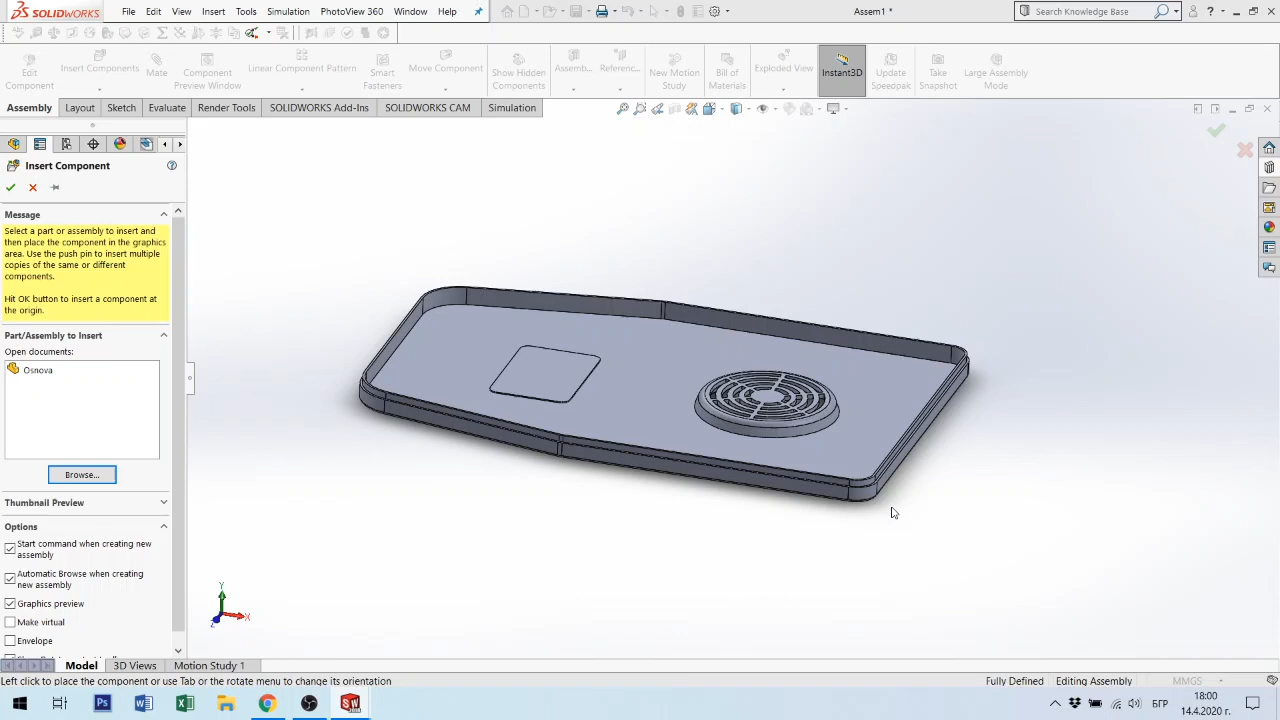 SOLIDWORKS File Edit View Insert Tools Simulation PhotoView 360 Window Help Assem1 * Search Knowledge Base ?
Edit Component
Insert Components
Mate
Component Preview Window
Linear Component Pattern
Smart Fasteners
Move Component
Show Hidden Components
Assemb...
Referenc...
New Motion Study
Bill of Materials
Exploded View
Instant3D
Update Speedpak
Take Snapshot
Large Assembly Mode
Assembly Layout Sketch Evaluate Render Tools SOLIDWORKS Add-Ins SOLIDWORKS CAM Simulation
Insert Component
Message
Select a part or assembly to insert and
then place the component in the graphics
area. Use the push pin to insert multiple
copies of the same or different
components.
Hit OK button to insert a component at
the origin.
Part/Assembly to Insert
Open documents:
Osnova
Browse...
Thumbnail Preview
Options
Start command when creating new
assembly
Automatic Browse when creating
new assembly
Graphics preview
Make virtual
Envelope
Y
X
Z
Model 3D Views Motion Study 1
Left click to place the component or use Tab or the rotate menu to change its orientation Fully Defined Editing Assembly MMGS
Ps
БГР
18:00
14.4.2020 г.